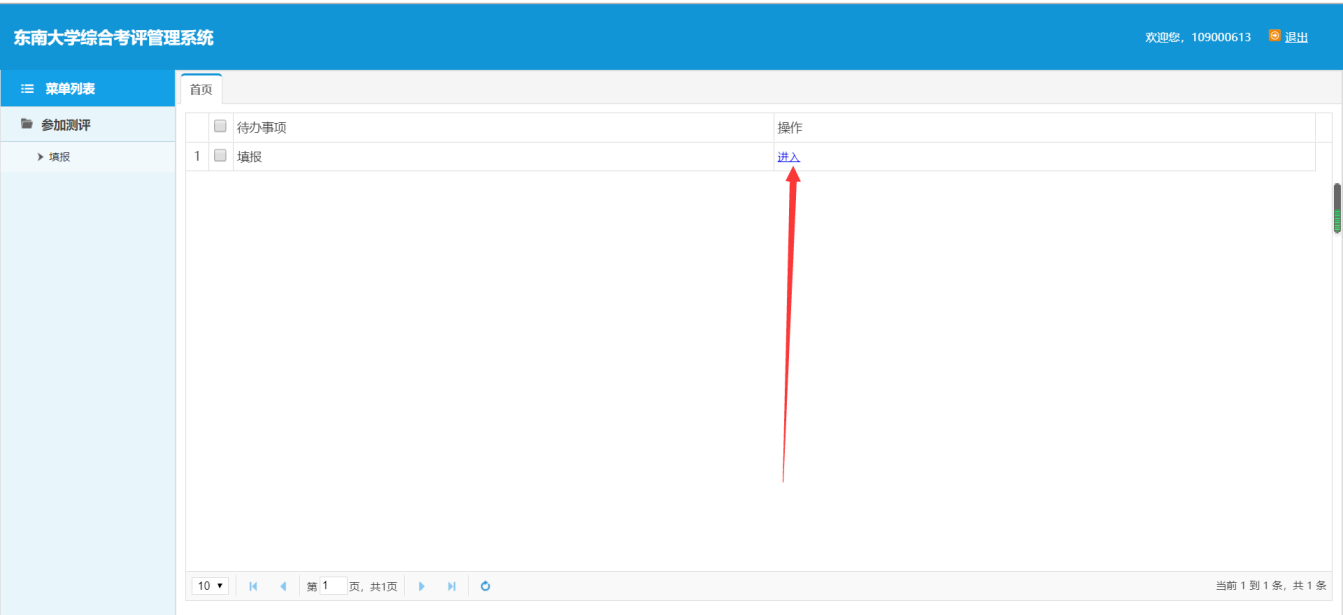 东南大学综合考评管理系统
欢迎您，109000613 退出
菜单列表
首页
参加测评
待办事项 操作
填报
1 填报 进入
10 第 1 页，共1页 当前 1 到 1 条，共 1 条